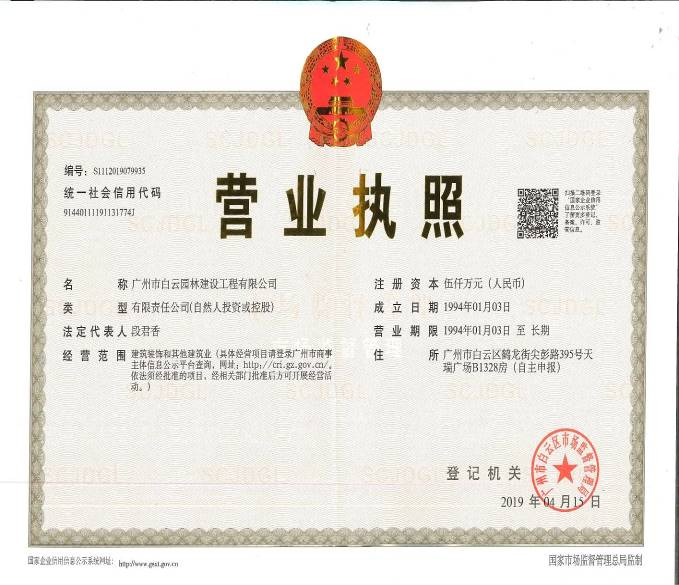 编号: S1112019079935
统一社会信用代码
91440111191131774J
营业执照
扫描二维码登录
“国家企业信用
信息公示系统”
了解更多登记、
备案、许可、监
管信息。
名 称 广州市白云园林建设工程有限公司
类 型 有限责任公司(自然人投资或控股)
法定代表人 段君香
经营范围 建筑装饰和其他建筑业(具体经营项目请登录广州市商事
主体信息公示平台查询, 网址: http://cri.gz.gov.cn/。
依法须经批准的项目, 经相关部门批准后方可开展经营活
动。)
注册资本 伍仟万元(人民币)
成立日期 1994年01月03日
营业期限 1994年01月03日 至 长期
住 所 广州市白云区鹤龙街尖彭路395号天
瑞广场B1328房(自主申报)
登记机关
广州市白云区市场监督管理局
2019 年 04 月 15 日
国家企业信用信息公示系统网址: http://www.gsxt.gov.cn
国家市场监督管理总局监制